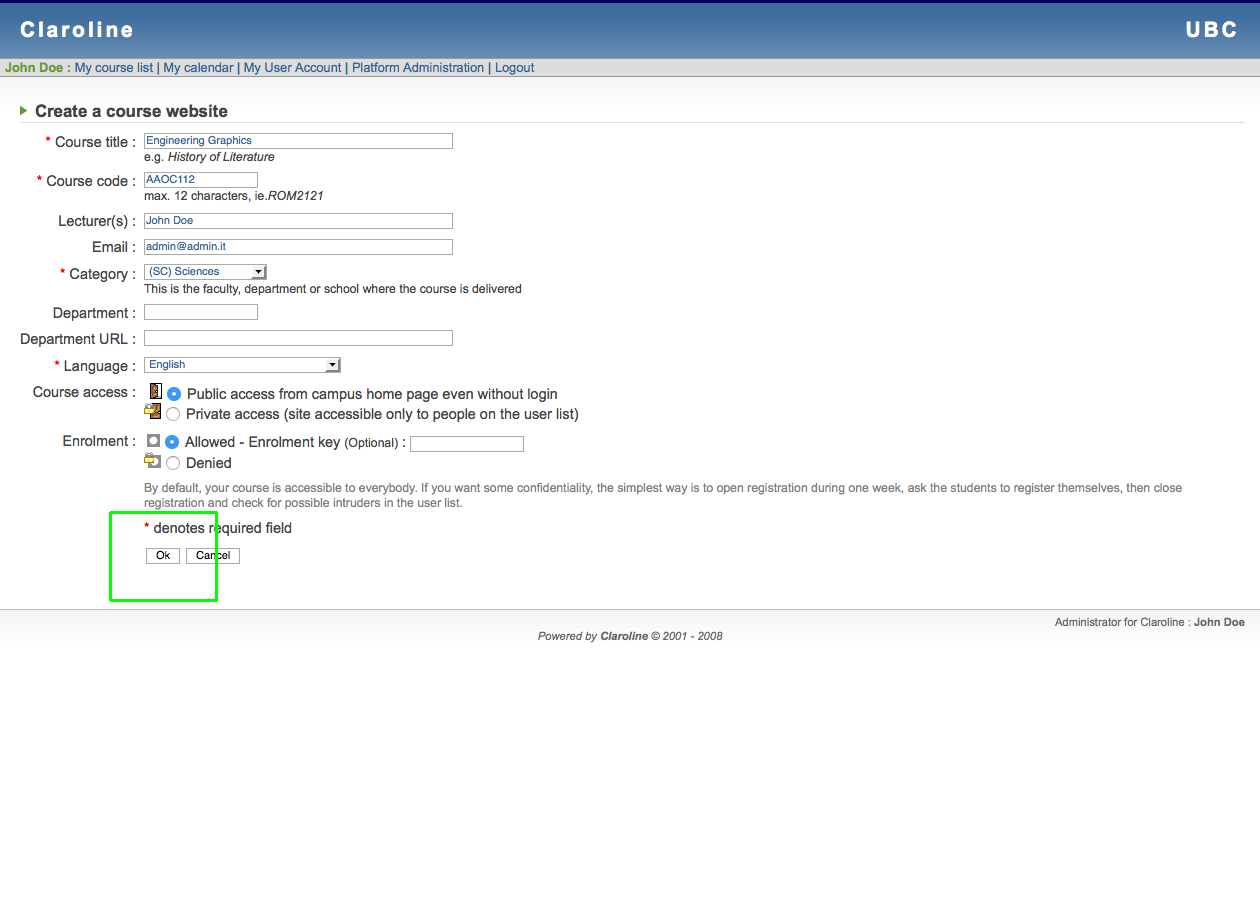 Claroline
UBC
John Doe : My course list | My calendar | My User Account | Platform Administration | Logout
Create a course website
* Course title : Engineering Graphics
e.g. History of Literature
* Course code : AAOC112
max. 12 characters, ie.ROM2121
Lecturer(s) : John Doe
Email : admin@admin.it
* Category : (SC) Sciences
This is the faculty, department or school where the course is delivered
Department :
Department URL :
* Language : English
Course access : Public access from campus home page even without login
Private access (site accessible only to people on the user list)
Enrolment : Allowed - Enrolment key (Optional) :
Denied
By default, your course is accessible to everybody. If you want some confidentiality, the simplest way is to open registration during one week, ask the students to register themselves, then close
registration and check for possible intruders in the user list.
* denotes required field
Ok Cancel
Administrator for Claroline : John Doe
Powered by Claroline © 2001 - 2008